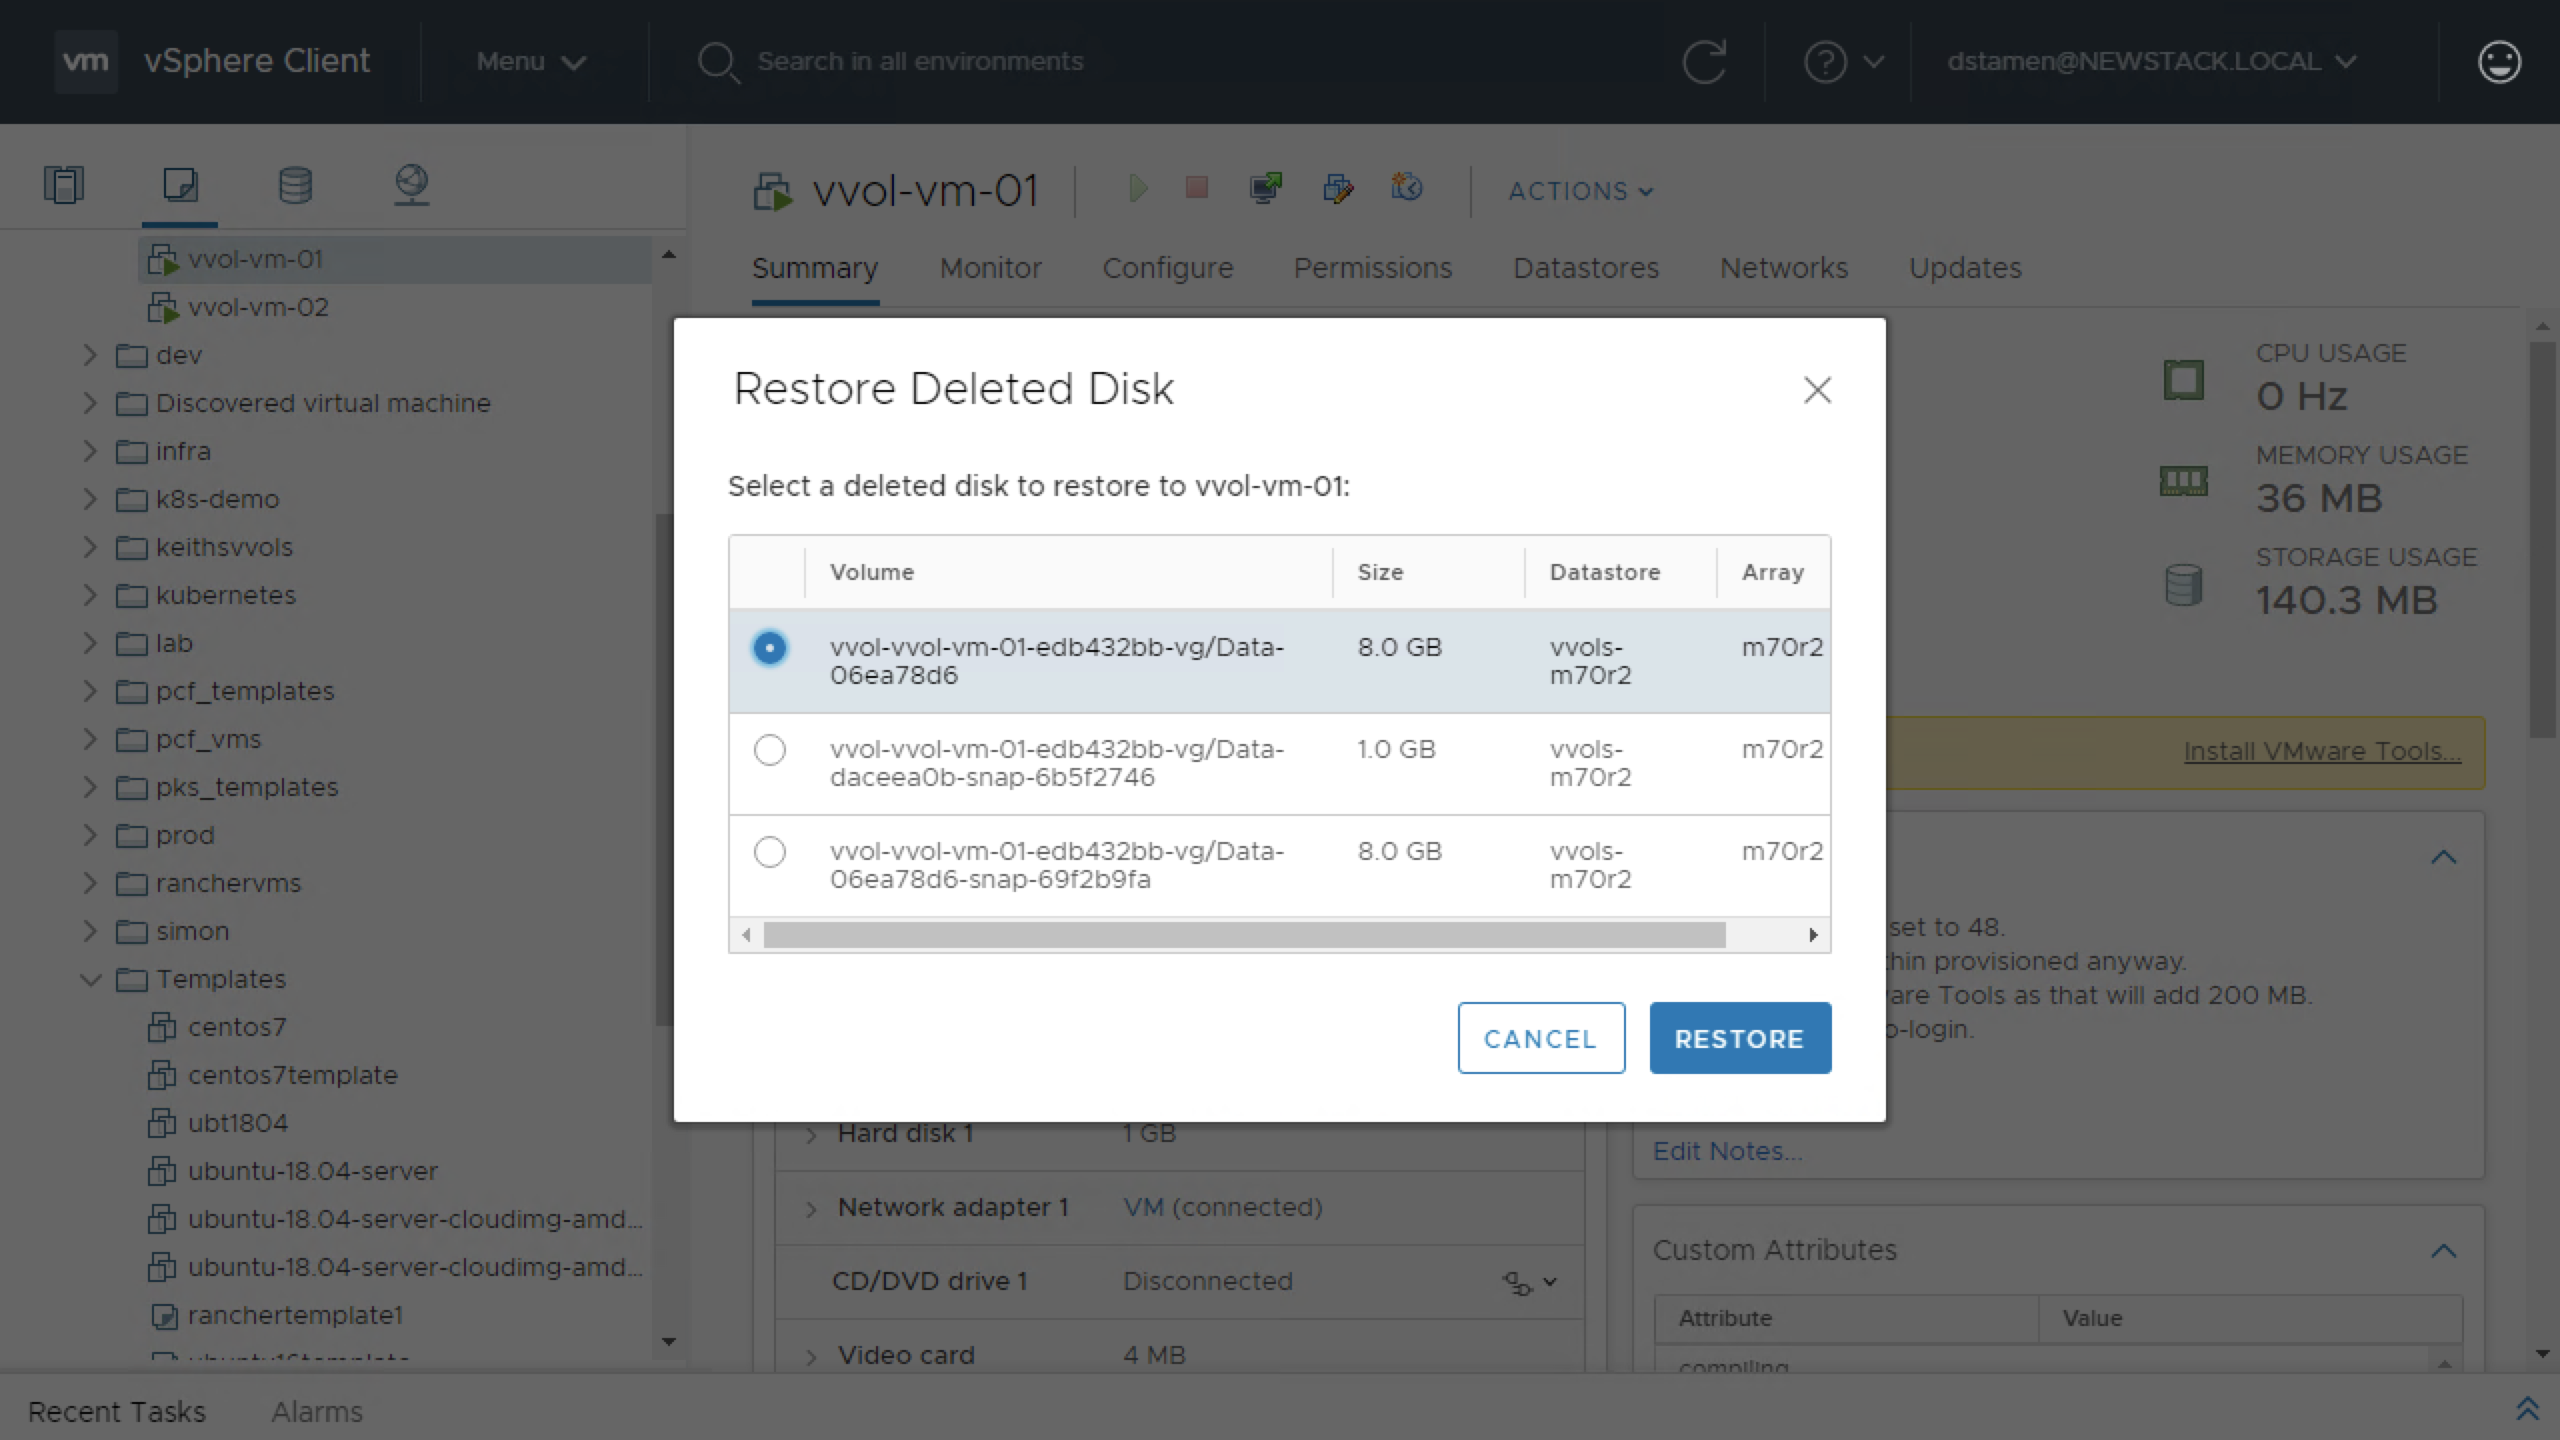 vm vSphere Client Menu Search in all environments dstamen@NEWSTACK.LOCAL
vvol-vm-01
vvol-vm-02
dev
Discovered virtual machine
infra
k8s-demo
keithsvvols
kubernetes
lab
pcf_templates
pcf_vms
pks_templates
prod
ranchervms
simon
Templates
centos7
centos7template
ubt1804
ubuntu-18.04-server
ubuntu-18.04-server-cloudimg-amd...
ubuntu-18.04-server-cloudimg-amd...
ranchertemplate1
vvol-vm-01 ACTIONS
Summary Monitor Configure Permissions Datastores Networks Updates
CPU USAGE
0 Hz
MEMORY USAGE
36 MB
STORAGE USAGE
140.3 MB
Install VMware Tools...
Restore Deleted Disk
Select a deleted disk to restore to vvol-vm-01:
Volume Size Datastore Array
vvol-vvol-vm-01-edb432bb-vg/Data- 8.0 GB vvols- m70r2
06ea78d6 m70r2
vvol-vvol-vm-01-edb432bb-vg/Data- 1.0 GB vvols- m70r2
daceea0b-snap-6b5f2746 m70r2
vvol-vvol-vm-01-edb432bb-vg/Data- 8.0 GB vvols- m70r2
06ea78d6-snap-69f2b9fa m70r2
CANCEL RESTORE
set to 48.
thin provisioned anyway.
are Tools as that will add 200 MB.
o-login.
Edit Notes...
Hard disk 1 1 GB
Network adapter 1 VM (connected)
CD/DVD drive 1 Disconnected
Video card 4 MB
Custom Attributes
Attribute Value
compiling
Recent Tasks Alarms